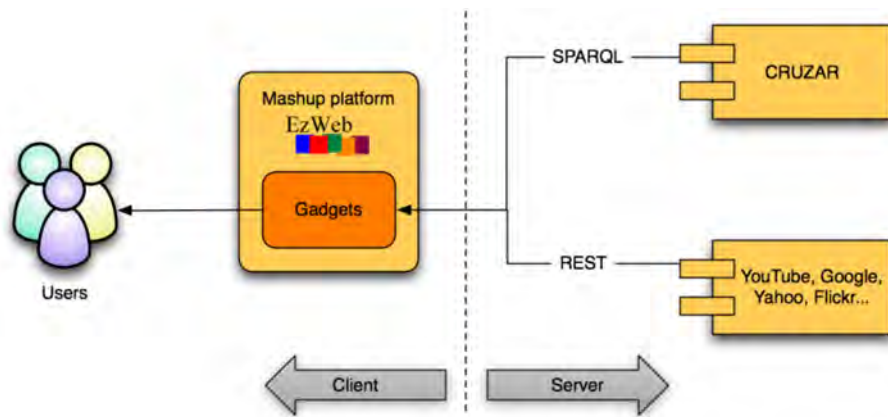 SPARQL
CRUZAR
Mashup platform
EzWeb
Gadgets
Users
REST
YouTube, Google,
Yahoo, Flickr...
Client
Server